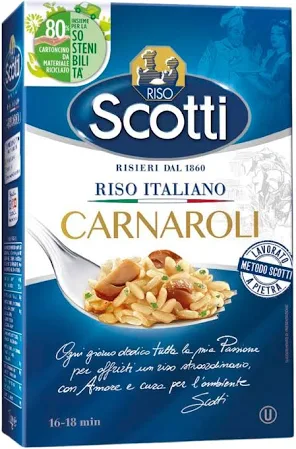 80%
CARTONCINO
DA MATERIALE
RICICLATO
INSIEME
PER LA
SO
STENI
BILI
TA'
RISO
Scotti
RISIERI DAL 1860
RISO ITALIANO
CARNAROLI
LAVORATO
METODO SCOTTI
A PIETRA
Ogni giorno dedico tutta la mia Passione
per offrirti un riso straordinario,
con Amore e cura per l'ambiente
Scotti
16-18 min
U